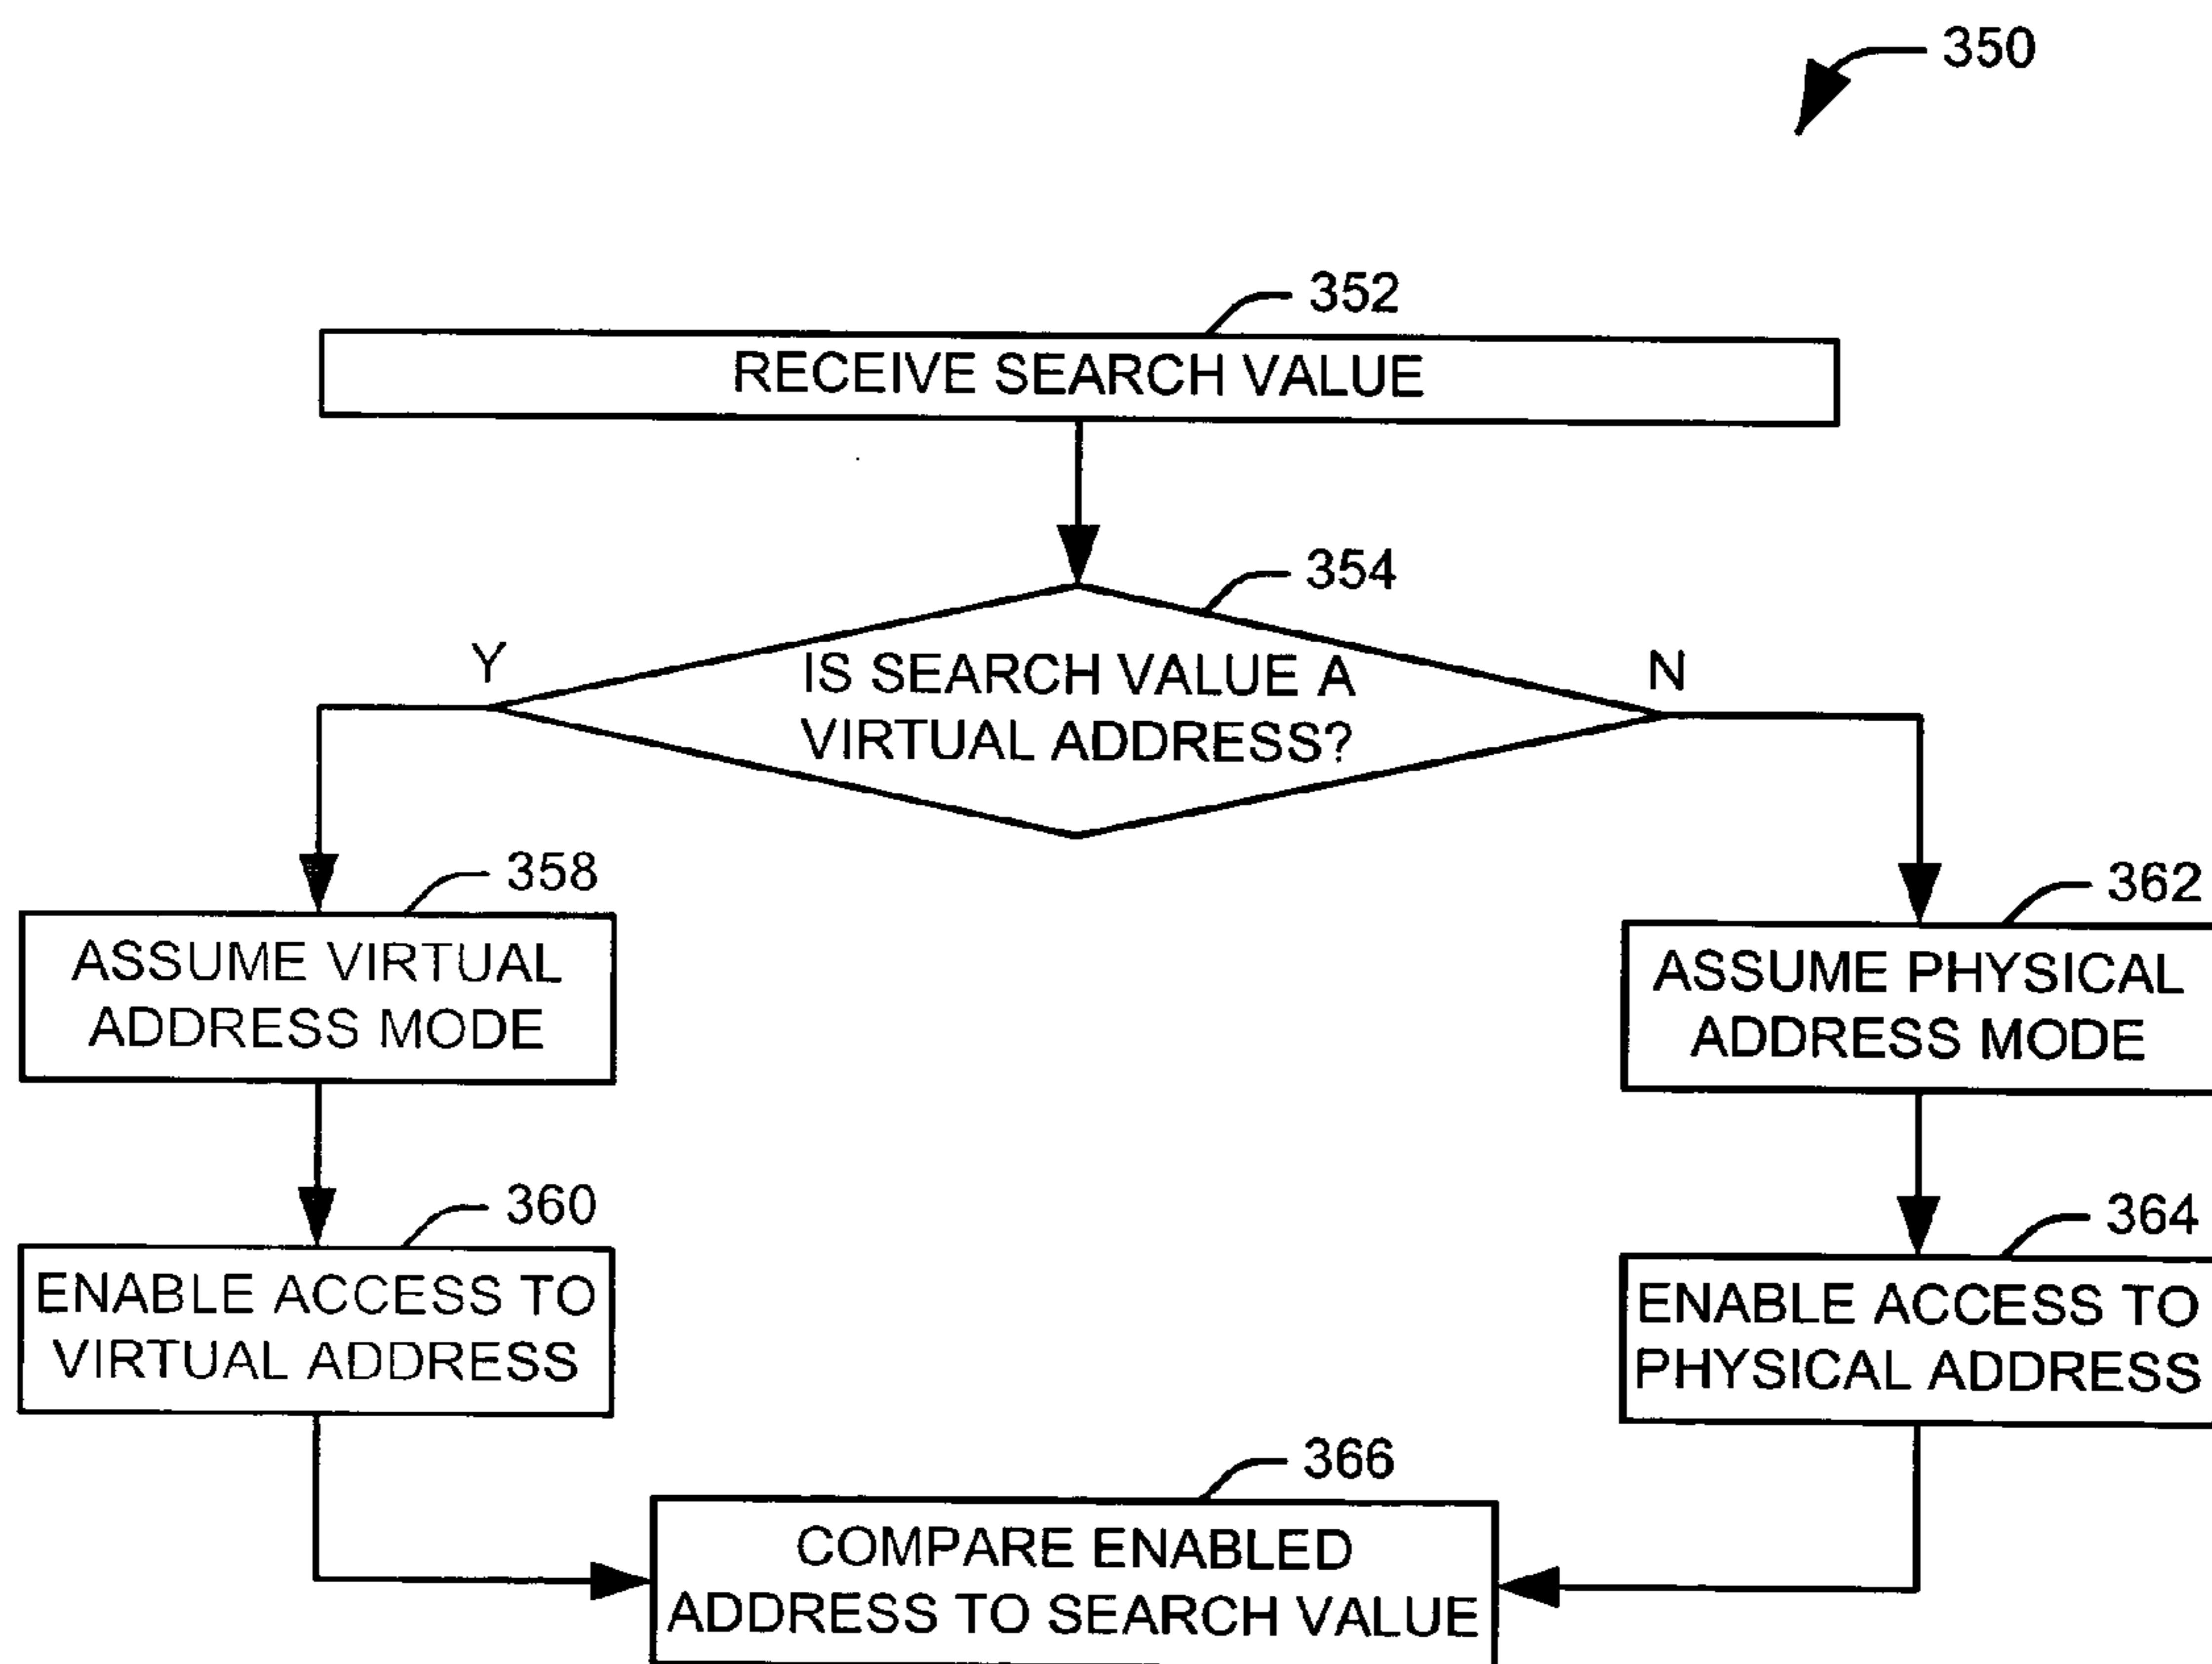 350
352
RECEIVE SEARCH VALUE
354
Y
IS SEARCH VALUE A
VIRTUAL ADDRESS?
N
358
ASSUME VIRTUAL
ADDRESS MODE
362
ASSUME PHYSICAL
ADDRESS MODE
360
ENABLE ACCESS TO
VIRTUAL ADDRESS
364
ENABLE ACCESS TO
PHYSICAL ADDRESS
366
COMPARE ENABLED
ADDRESS TO SEARCH VALUE